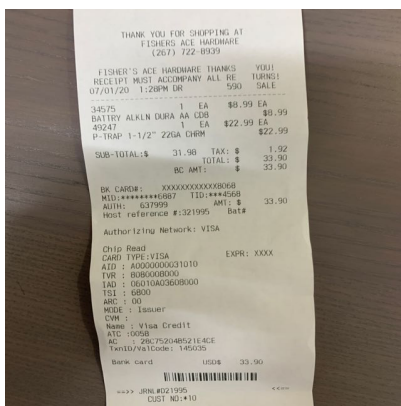 THANK YOU FOR SHOPPING AT
FISHERS ACE HARDWARE
(267) 722-8939
FISHER'S ACE HARDWARE THANKS YOU!
RECEIPT MUST ACCOMPANY ALL RE TURNS!
07/01/20 1:28PM DR 590 SALE
34575 1 EA $8.99 EA
BATTRY ALKLN DURA AA CD8 $8.99
49247 1 EA $22.99 EA
P-TRAP 1-1/2" 22GA CHRM $22.99
SUB-TOTAL:$ 31.98 TAX: $ 1.92
TOTAL: $ 33.90
BC AMT: $ 33.90
BK CARD#: XXXXXXXXXXXX8068
MID:********6887 TID:***4568
AUTH: 637999 AMT: $ 33.90
Host reference #:321995 Bat#
Authorizing Network: VISA
Chip Read
CARD TYPE:VISA EXPR: XXXX
AID : A0000000031010
TVR : 8080008000
IAD : 06010A03608000
TSI : 6800
ARC : 00
MODE : Issuer
CVM :
Name : Visa Credit
ATC :0058
AC : 28C75204B521E4CE
TxnID/ValCode: 145035
Bank card USD$ 33.90
==>> JRNL#D21995 <<==
CUST NO:*10